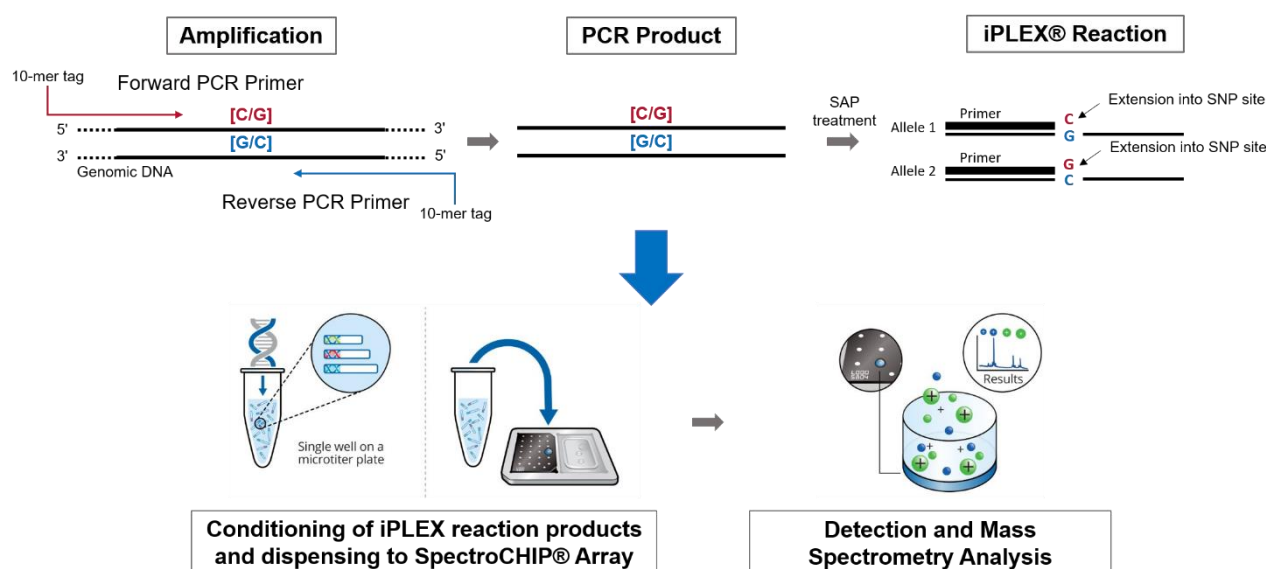 Amplification
PCR Product
iPLEX® Reaction
10-mer tag
Forward PCR Primer
[C/G]
5'
3'
[G/C]
3'
5'
Genomic DNA
Reverse PCR Primer
10-mer tag
[C/G]
[G/C]
SAP
treatment
Primer
C
Extension into SNP site
Allele 1
G
Primer
G
Extension into SNP site
Allele 2
C
Single well on a
microtiter plate
Results
Conditioning of iPLEX reaction products
and dispensing to SpectroCHIP® Array
Detection and Mass
Spectrometry Analysis